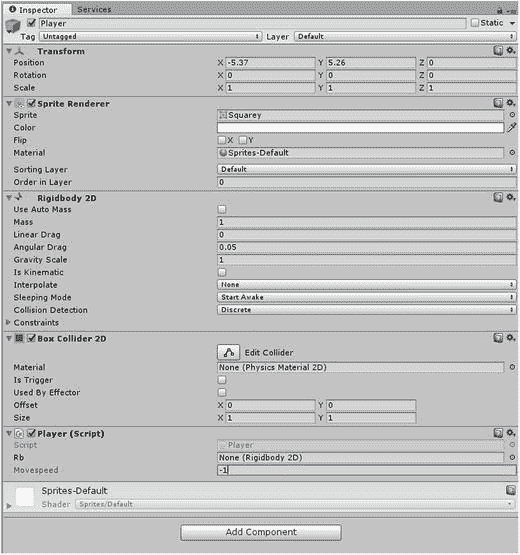 Inspector Services
Player Static
Tag Untagged Layer Default
Transform
Position X -5.37 Y 5.26 Z 0
Rotation X 0 Y 0 Z 0
Scale X 1 Y 1 Z 1
Sprite Renderer
Sprite Squarey
Color
Flip X Y
Material Sprites-Default
Sorting Layer Default
Order in Layer 0
Rigidbody 2D
Use Auto Mass
Mass 1
Linear Drag 0
Angular Drag 0.05
Gravity Scale 1
Is Kinematic
Interpolate None
Sleeping Mode Start Awake
Collision Detection Discrete
Constraints
Box Collider 2D
Edit Collider
Material None (Physics Material 2D)
Is Trigger
Used By Effector
Offset X 0 Y 0
Size X 1 Y 1
Player (Script)
Script Player
Rb None (Rigidbody 2D)
Movespeed -1
Sprites-Default
Shader Sprites/Default
Add Component